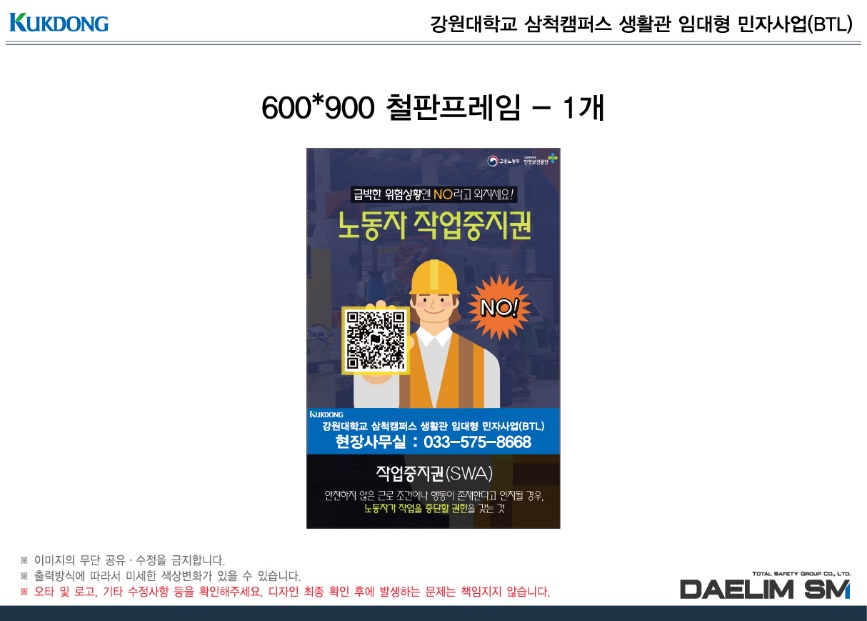 KUKDONG
강원대학교 삼척캠퍼스 생활관 임대형 민자사업(BTL)
600*900 철판프레임 - 1개
고용노동부 안전보건공단
급박한 위험상황엔 NO라고 외치세요!
노동자 작업중지권
NO!
KUKDONG
강원대학교 삼척캠퍼스 생활관 임대형 민자사업(BTL)
현장사무실 : 033-575-8668
작업중지권(SWA)
안전하지 않은 근로 조건이나 행동이 존재한다고 인지될 경우,
노동자가 작업을 중단할 권한을 갖는 것
※ 이미지의 무단 공유 · 수정을 금지합니다.
※ 출력방식에 따라서 미세한 색상변화가 있을 수 있습니다.
※ 오타 및 로고, 기타 수정사항 등을 확인해주세요. 디자인 최종 확인 후에 발생하는 문제는 책임지지 않습니다.
TOTAL SAFETY GROUP CO., LTD.
DAELIM SM